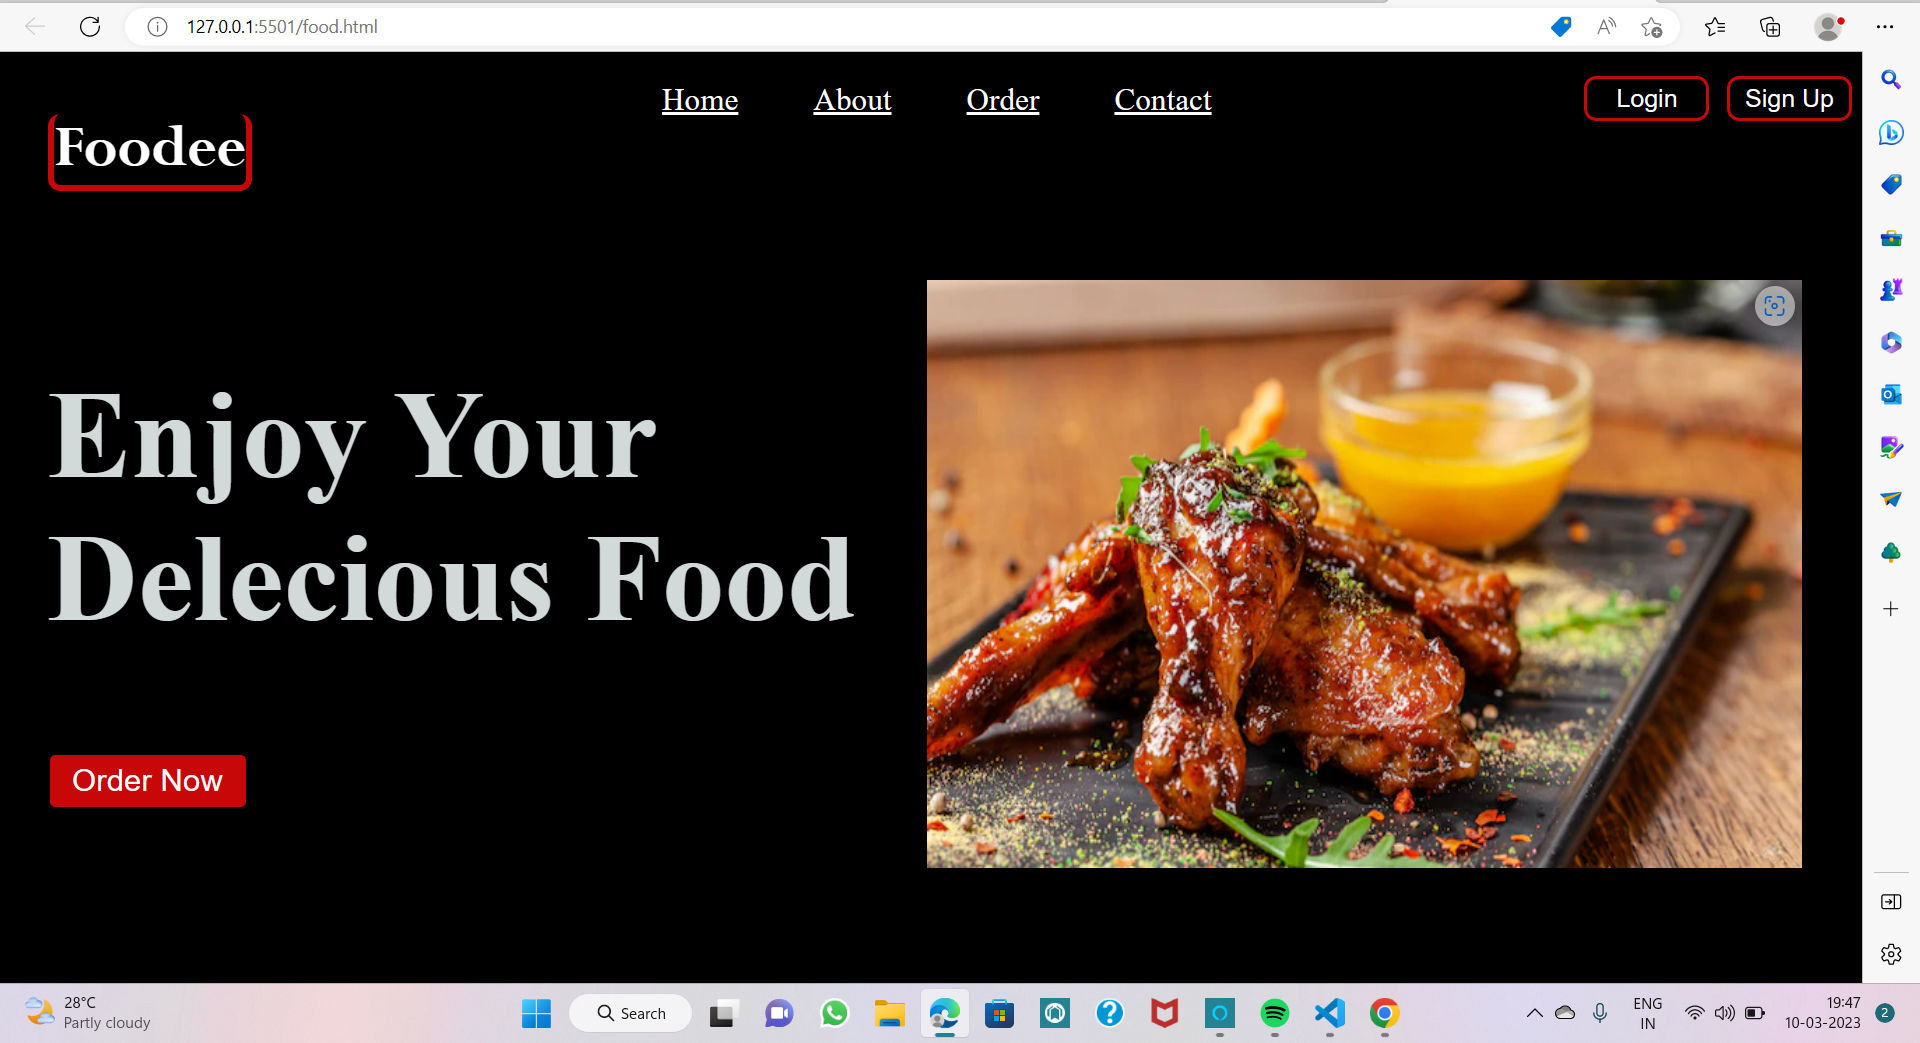 127.0.0.1:5501/food.html
Home About Order Contact Login Sign Up
Foodee
Enjoy Your
Delecious Food
Order Now
28°C
Partly cloudy
Search
ENG
IN
19:47
10-03-2023
2